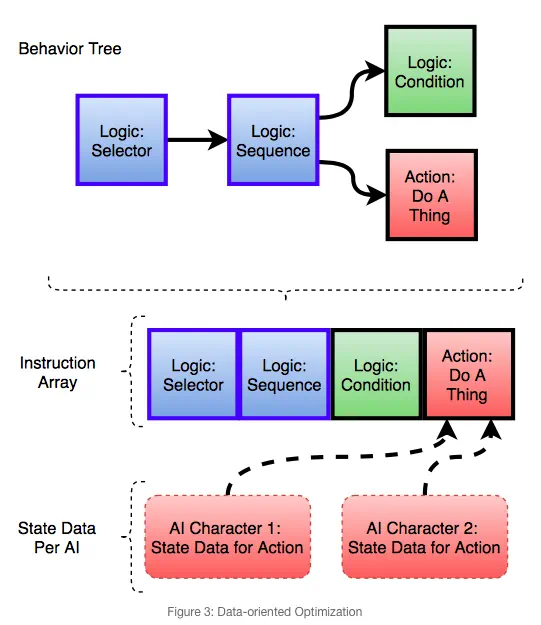 Behavior Tree
Logic:
Selector
Logic:
Sequence
Logic:
Condition
Action:
Do A
Thing
Instruction
Array
Logic:
Selector
Logic:
Sequence
Logic:
Condition
Action:
Do A
Thing
State Data
Per AI
AI Character 1:
State Data for Action
AI Character 2:
State Data for Action
Figure 3: Data-oriented Optimization